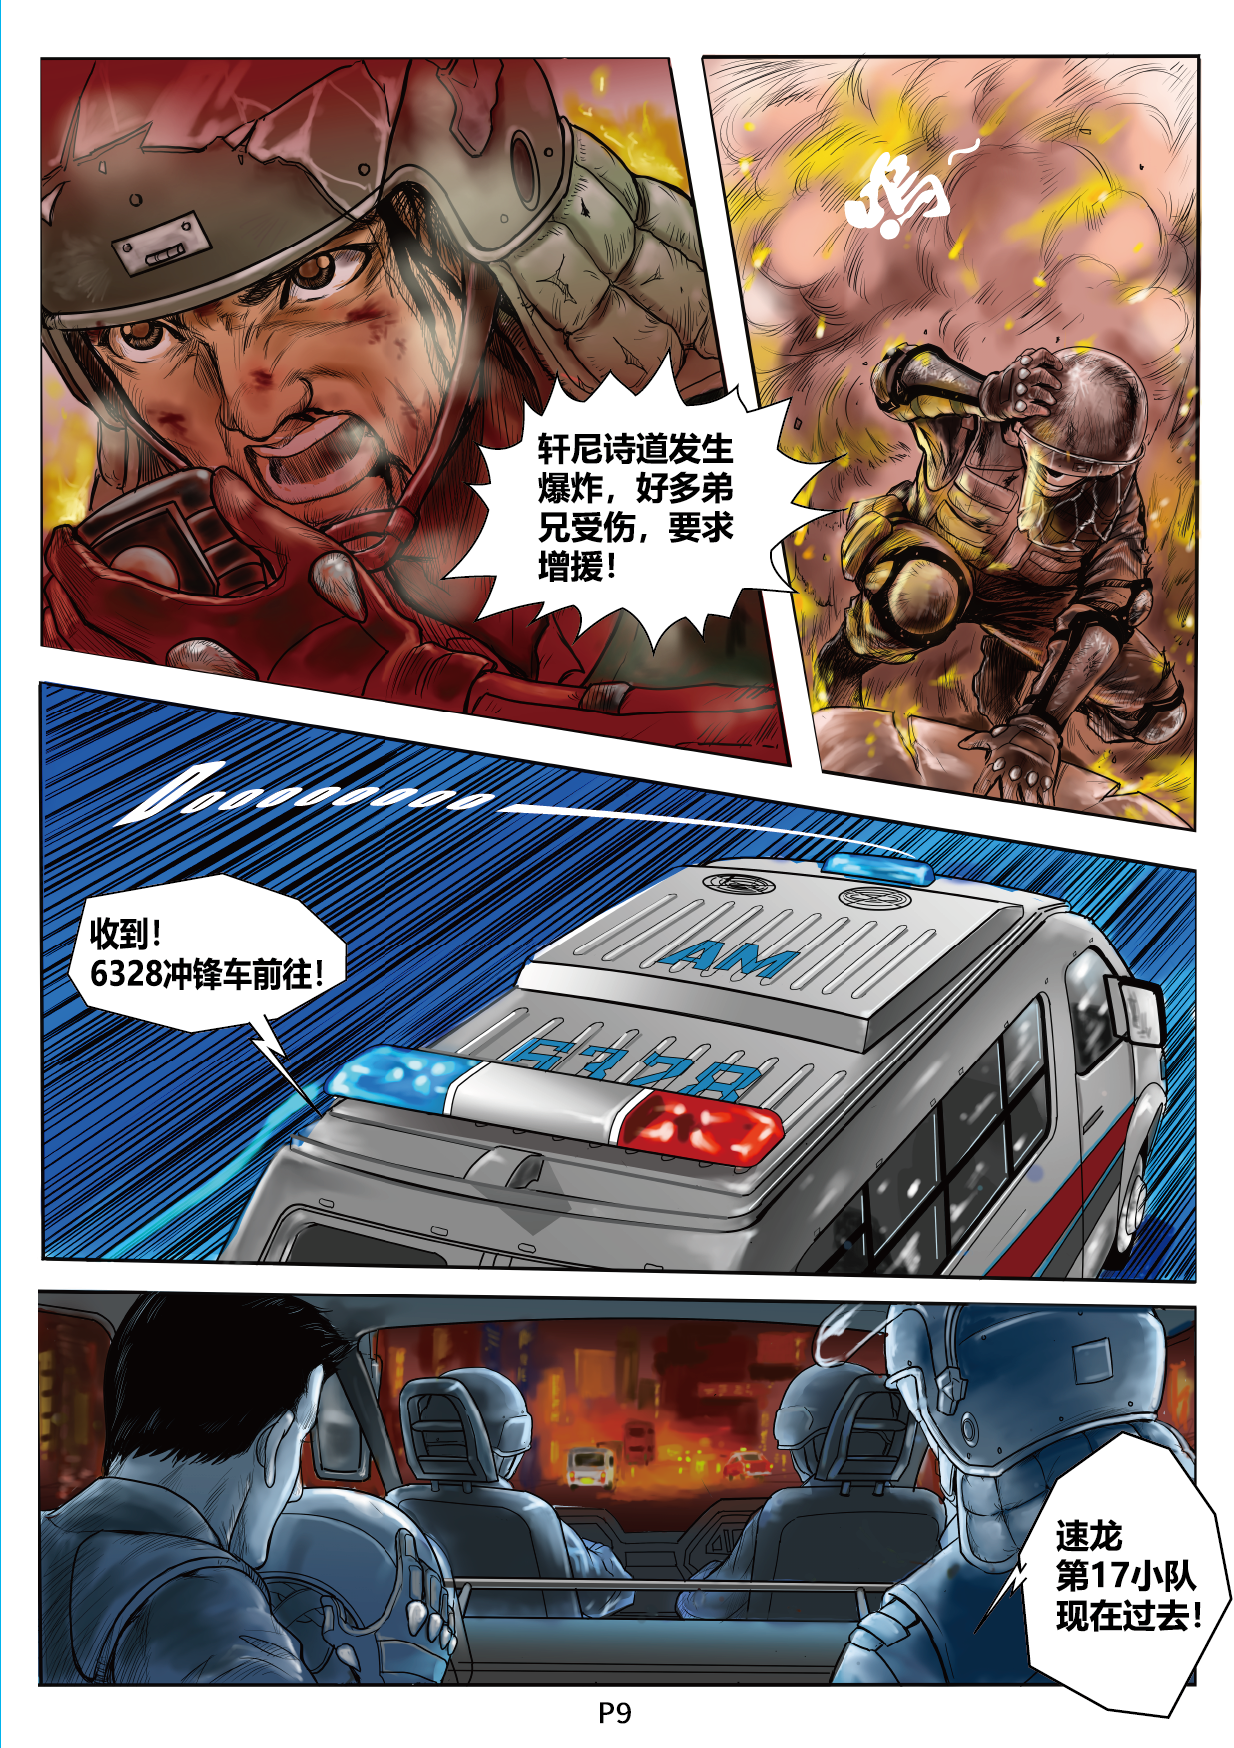 轩尼诗道发生
爆炸，好多弟
兄受伤，要求
增援！
呜
收到！
6328冲锋车前往！
AM
6328
速龙
第17小队
现在过去！
P9